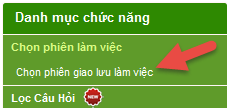 Danh mục chức năng
Chọn phiên làm việc
Chọn phiên giao lưu làm việc
Lọc Câu Hỏi NEW